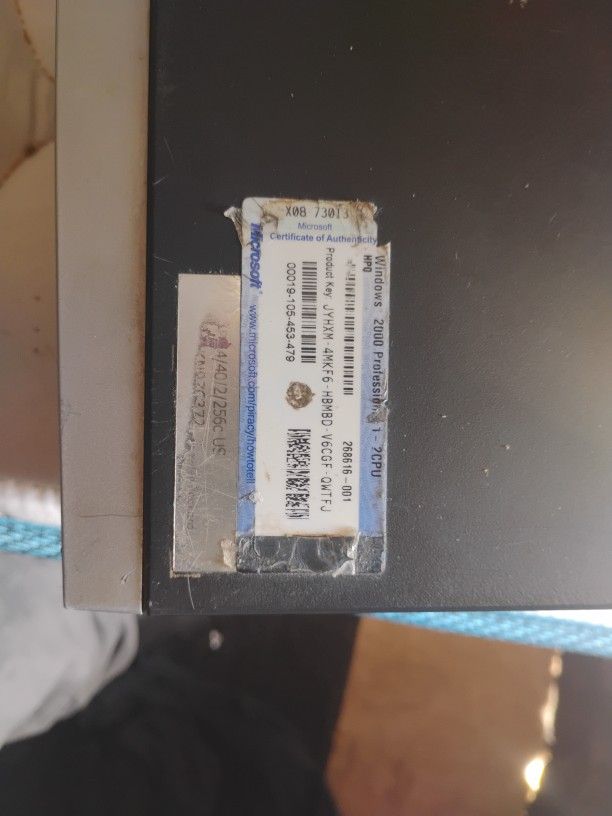 X08 73013
Microsoft
Certificate of Authenticity
Windows 2000 Professional 1-2CPU
HPQ
268616-001
Product Key: JYHXM-4MKF6-HBMBD-V6CGF-QWTFJ
00019-105-453-479
Microsoft
www.microsoft.com/piracy/howtotell
4/40/2/256c US